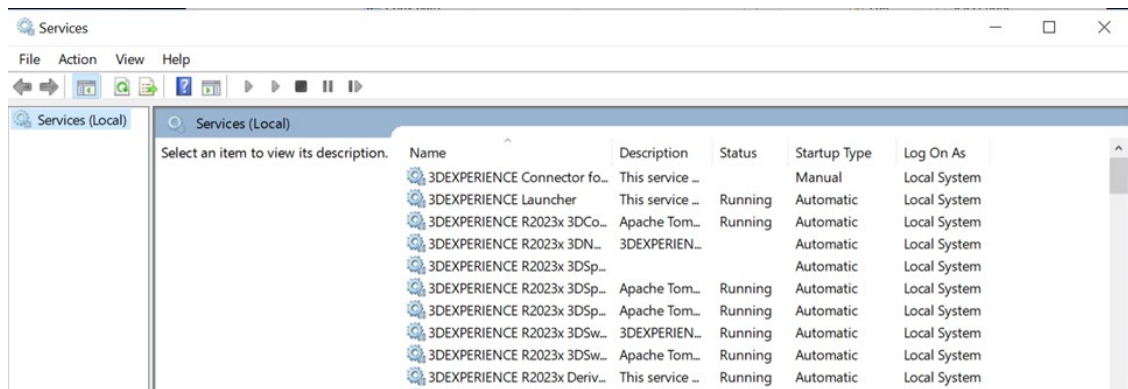 Services
File Action View Help
Services (Local)
Services (Local)
Select an item to view its description.
Name Description Status Startup Type Log On As
3DEXPERIENCE Connector fo... This service ... Manual Local System
3DEXPERIENCE Launcher This service ... Running Automatic Local System
3DEXPERIENCE R2023x 3DCo... Apache Tom... Running Automatic Local System
3DEXPERIENCE R2023x 3DN... 3DEXPERIEN... Automatic Local System
3DEXPERIENCE R2023x 3DSp... Automatic Local System
3DEXPERIENCE R2023x 3DSp... Apache Tom... Running Automatic Local System
3DEXPERIENCE R2023x 3DSp... Apache Tom... Running Automatic Local System
3DEXPERIENCE R2023x 3DSw... 3DEXPERIEN... Running Automatic Local System
3DEXPERIENCE R2023x 3DSw... Apache Tom... Running Automatic Local System
3DEXPERIENCE R2023x Deriv... This service ... Running Automatic Local System